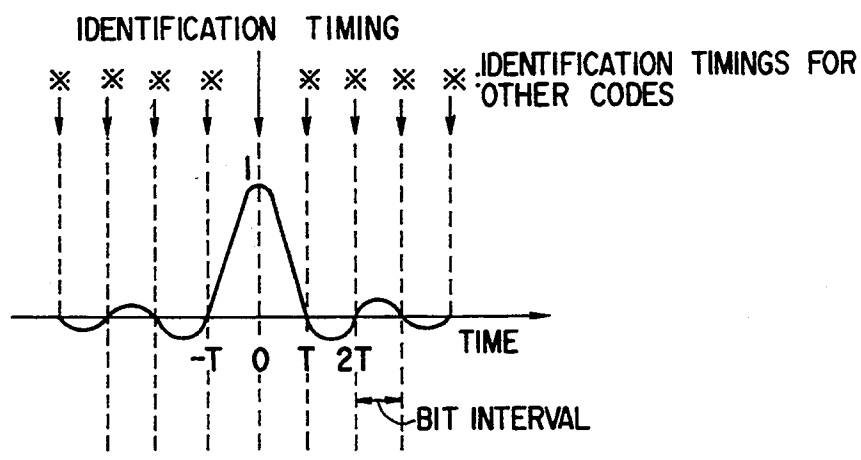 IDENTIFICATION TIMING
※ ※ ※ ※ ※ ※ ※ ※ : IDENTIFICATION TIMINGS FOR
OTHER CODES
1
-T 0 T 2T
TIME
BIT INTERVAL